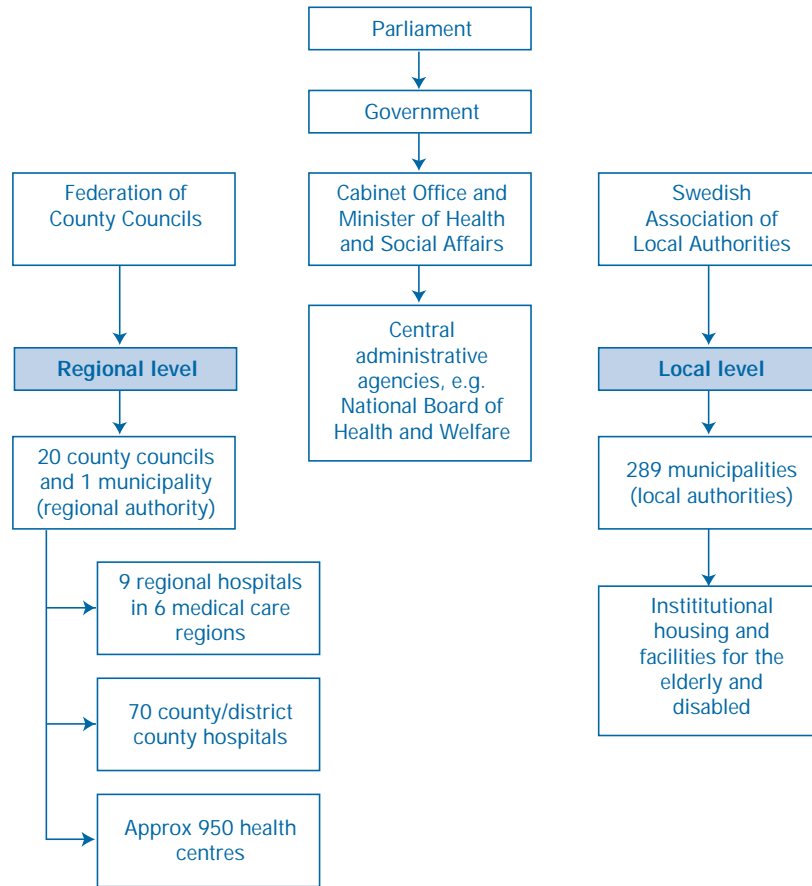 Parliament
Government
Federation of
County Councils
Cabinet Office and
Minister of Health
and Social Affairs
Swedish
Association of
Local Authorities
Regional level
Central
administrative
agencies, e.g.
National Board of
Health and Welfare
Local level
20 county councils
and 1 municipality
(regional authority)
289 municipalities
(local authorities)
9 regional hospitals
in 6 medical care
regions
Instititutional
housing and
facilities for the
elderly and
disabled
70 county/district
county hospitals
Approx 950 health
centres